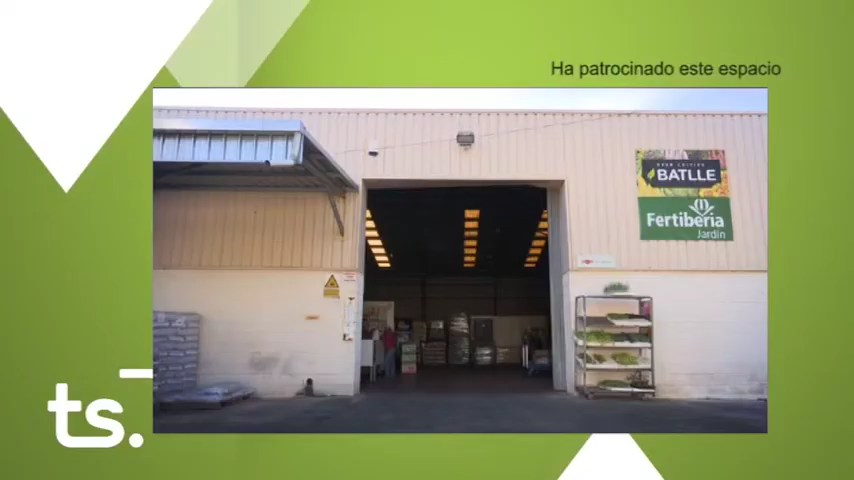 Ha patrocinado este espacio
BATLLE
Fertiberia
Jardín
ts.